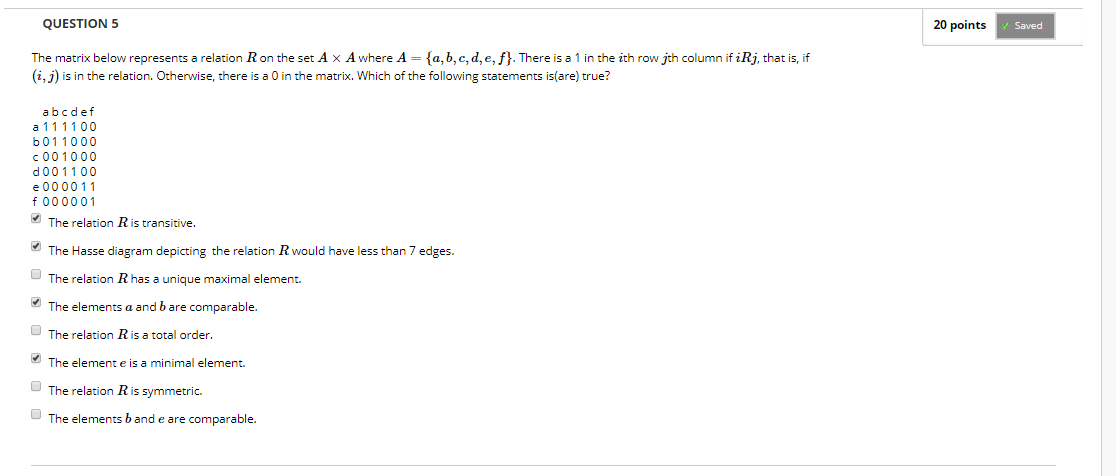 QUESTION 5
20 points
Saved
The matrix below represents a relation R on the set A × A where A = {a, b, c, d, e, f}. There is a 1 in the ith row jth column if iRj, that is, if
(i, j) is in the relation. Otherwise, there is a 0 in the matrix. Which of the following statements is(are) true?
a b c d e f
a 1 1 1 1 0 0
b 0 1 1 0 0 0
c 0 0 1 0 0 0
d 0 0 1 1 0 0
e 0 0 0 0 1 1
f 0 0 0 0 0 1
The relation R is transitive.
The Hasse diagram depicting the relation R would have less than 7 edges.
The relation R has a unique maximal element.
The elements a and b are comparable.
The relation R is a total order.
The element e is a minimal element.
The relation R is symmetric.
The elements b and e are comparable.